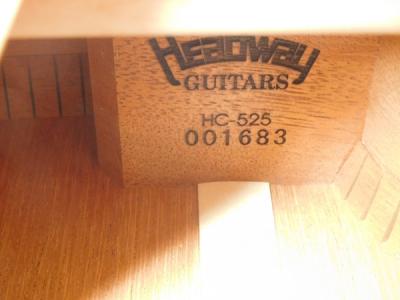 HEADWAY
GUITARS
HC-525
001683